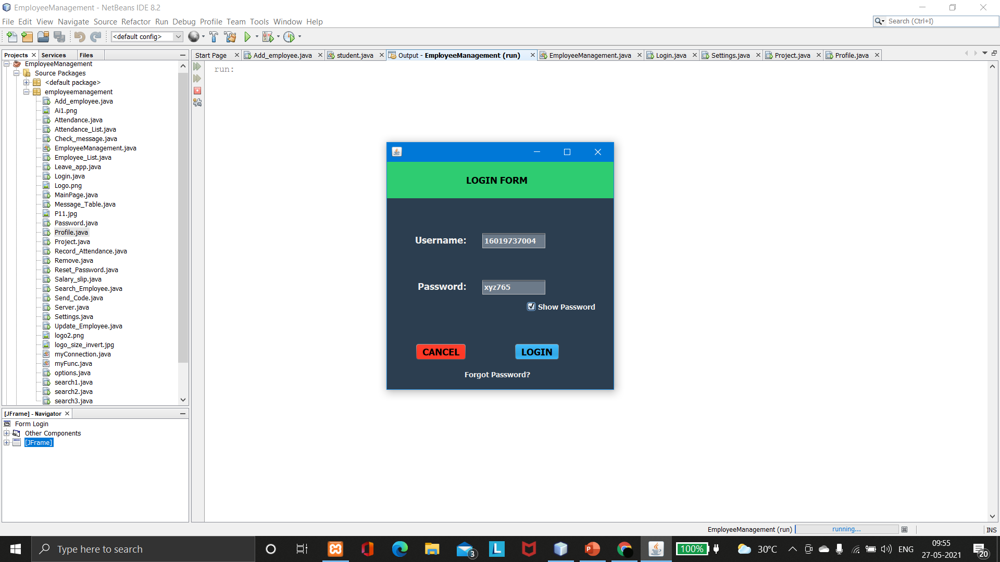 EmployeeManagement - NetBeans IDE 8.2
File Edit View Navigate Source Refactor Run Debug Profile Team Tools Window Help
Search (Ctrl+I)
<default config>
Projects Services Files
Start Page Add_employee.java student.java Output - EmployeeManagement (run) EmployeeManagement.java Login.java Settings.java Project.java Profile.java
EmployeeManagement
Source Packages
<default package>
employeemanagement
Add_employee.java
Ai1.png
Attendance.java
Attendance_List.java
Check_message.java
EmployeeManagement.java
Employee_List.java
Leave_app.java
Login.java
Logo.png
MainPage.java
Message_Table.java
P11.jpg
Password.java
Profile.java
Project.java
Record_Attendance.java
Remove.java
Reset_Password.java
Salary_slip.java
Search_Employee.java
Send_Code.java
Server.java
Settings.java
Update_Employee.java
logo2.png
logo_size_invert.jpg
myConnection.java
myFunc.java
options.java
search1.java
search2.java
search3.java
run:
LOGIN FORM
Username: 16019737004
Password: xyz765
Show Password
CANCEL LOGIN
Forgot Password?
[JFrame] - Navigator
Form Login
Other Components
[JFrame]
EmployeeManagement (run) running... INS
Type here to search
3
L
P
100%
30°C
ENG
09:55
27-05-2021
20